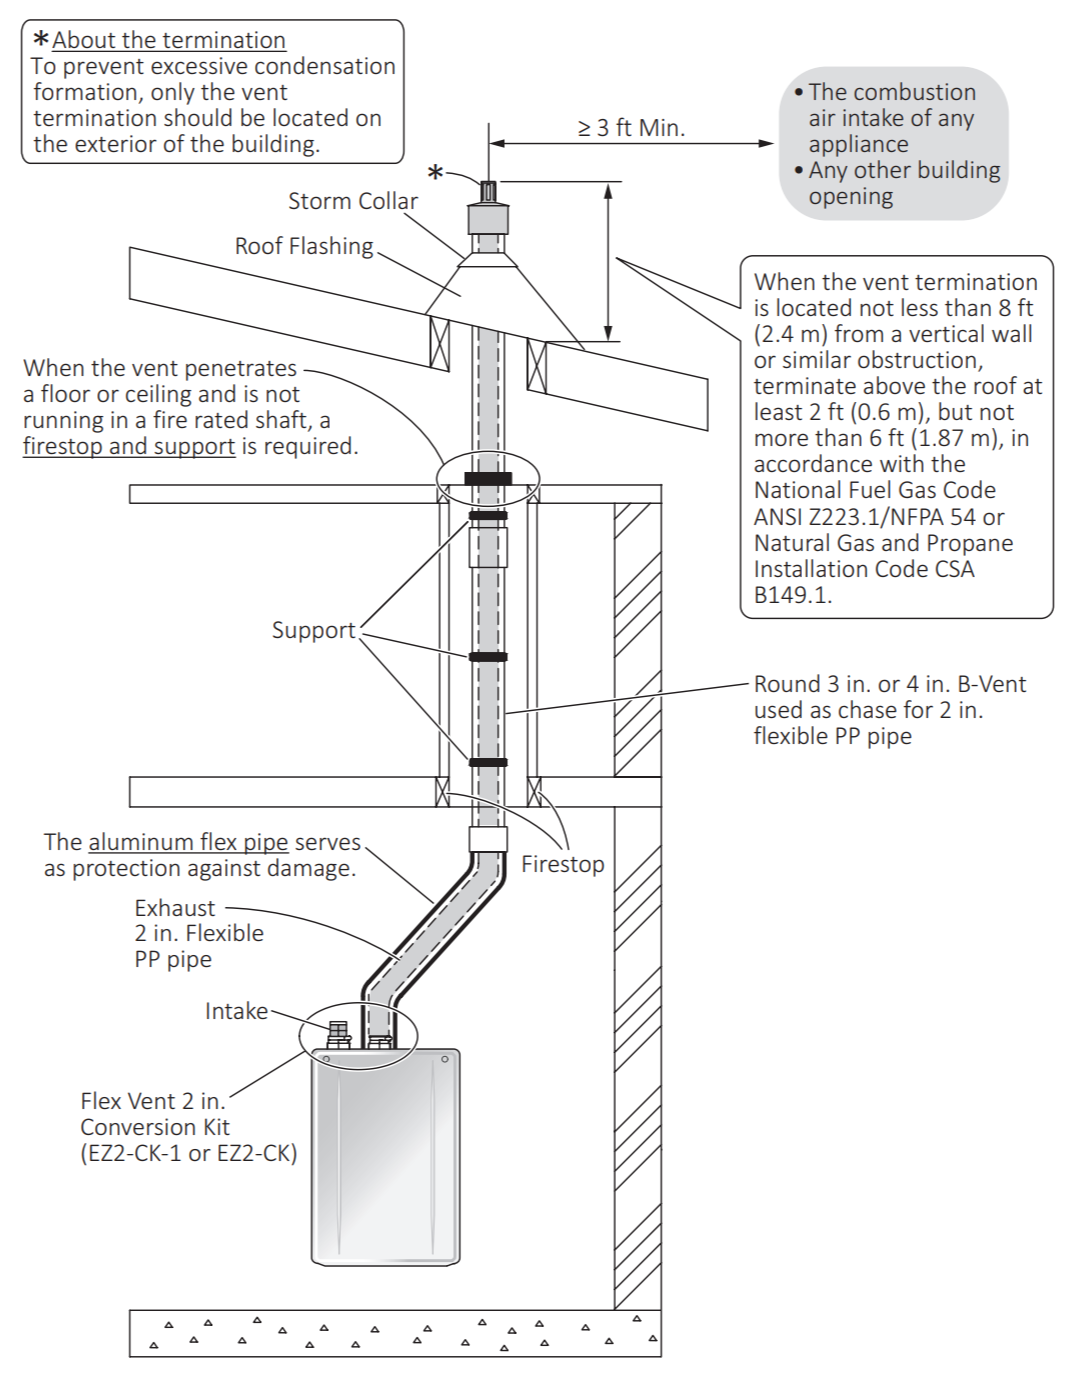 *About the termination
To prevent excessive condensation
formation, only the vent
termination should be located on
the exterior of the building.
≥ 3 ft Min.
• The combustion
air intake of any
appliance
• Any other building
opening
*
Storm Collar
Roof Flashing
When the vent termination
is located not less than 8 ft
(2.4 m) from a vertical wall
or similar obstruction,
terminate above the roof at
least 2 ft (0.6 m), but not
more than 6 ft (1.87 m), in
accordance with the
National Fuel Gas Code
ANSI Z223.1/NFPA 54 or
Natural Gas and Propane
Installation Code CSA
B149.1.
When the vent penetrates
a floor or ceiling and is not
running in a fire rated shaft, a
firestop and support is required.
Support
Round 3 in. or 4 in. B-Vent
used as chase for 2 in.
flexible PP pipe
The aluminum flex pipe serves
as protection against damage.
Firestop
Exhaust
2 in. Flexible
PP pipe
Intake
Flex Vent 2 in.
Conversion Kit
(EZ2-CK-1 or EZ2-CK)